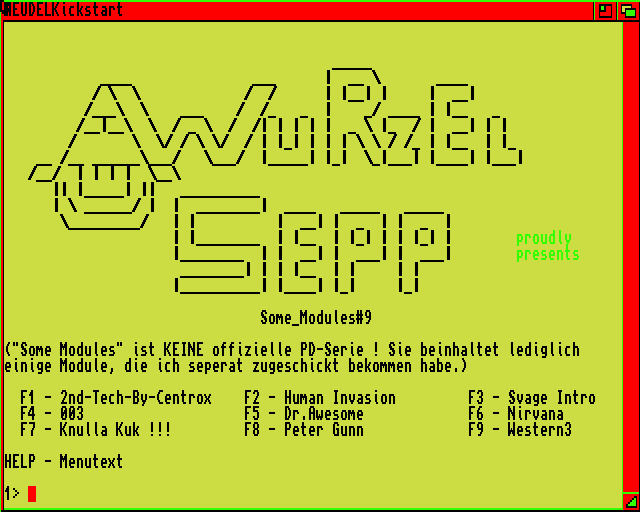 HEUDELKickstart
AWURZEL
SEPP
proudly
presents
Some_Modules#9
("Some Modules" ist KEINE offizielle PD-Serie ! Sie beinhaltet lediglich
einige Module, die ich seperat zugeschickt bekommen habe.)
F1 - 2nd-Tech-By-Centrox F2 - Human Invasion F3 - Svage Intro
F4 - 003 F5 - Dr.Awesome F6 - Nirvana
F7 - Knulla Kuk !!! F8 - Peter Gunn F9 - Western3
HELP - Menutext
1>